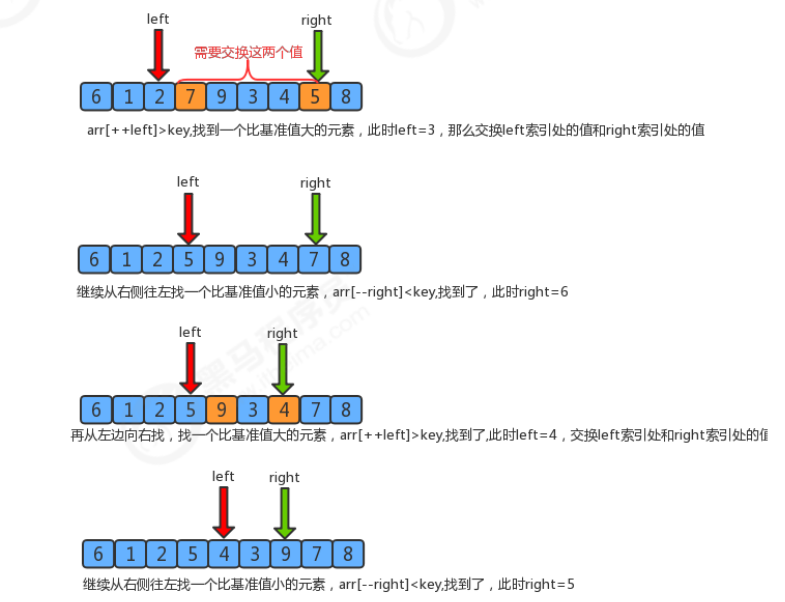 left
right
需要交换这两个值
6 1 2 7 9 3 4 5 8
arr[++left]>key,找到一个比基准值大的元素，此时left=3，那么交换left索引处的值和right索引处的值
left
right
6 1 2 5 9 3 4 7 8
继续从右侧往左找一个比基准值小的元素，arr[--right]<key,找到了，此时right=6
left
right
6 1 2 5 9 3 4 7 8
再从左边向右找，找一个比基准值大的元素，arr[++left]>key,找到了,此时left=4，交换left索引处和right索引处的值
left
right
6 1 2 5 4 3 9 7 8
继续从右侧往左找一个比基准值小的元素，arr[--right]<key,找到了，此时right=5
黑马程序员